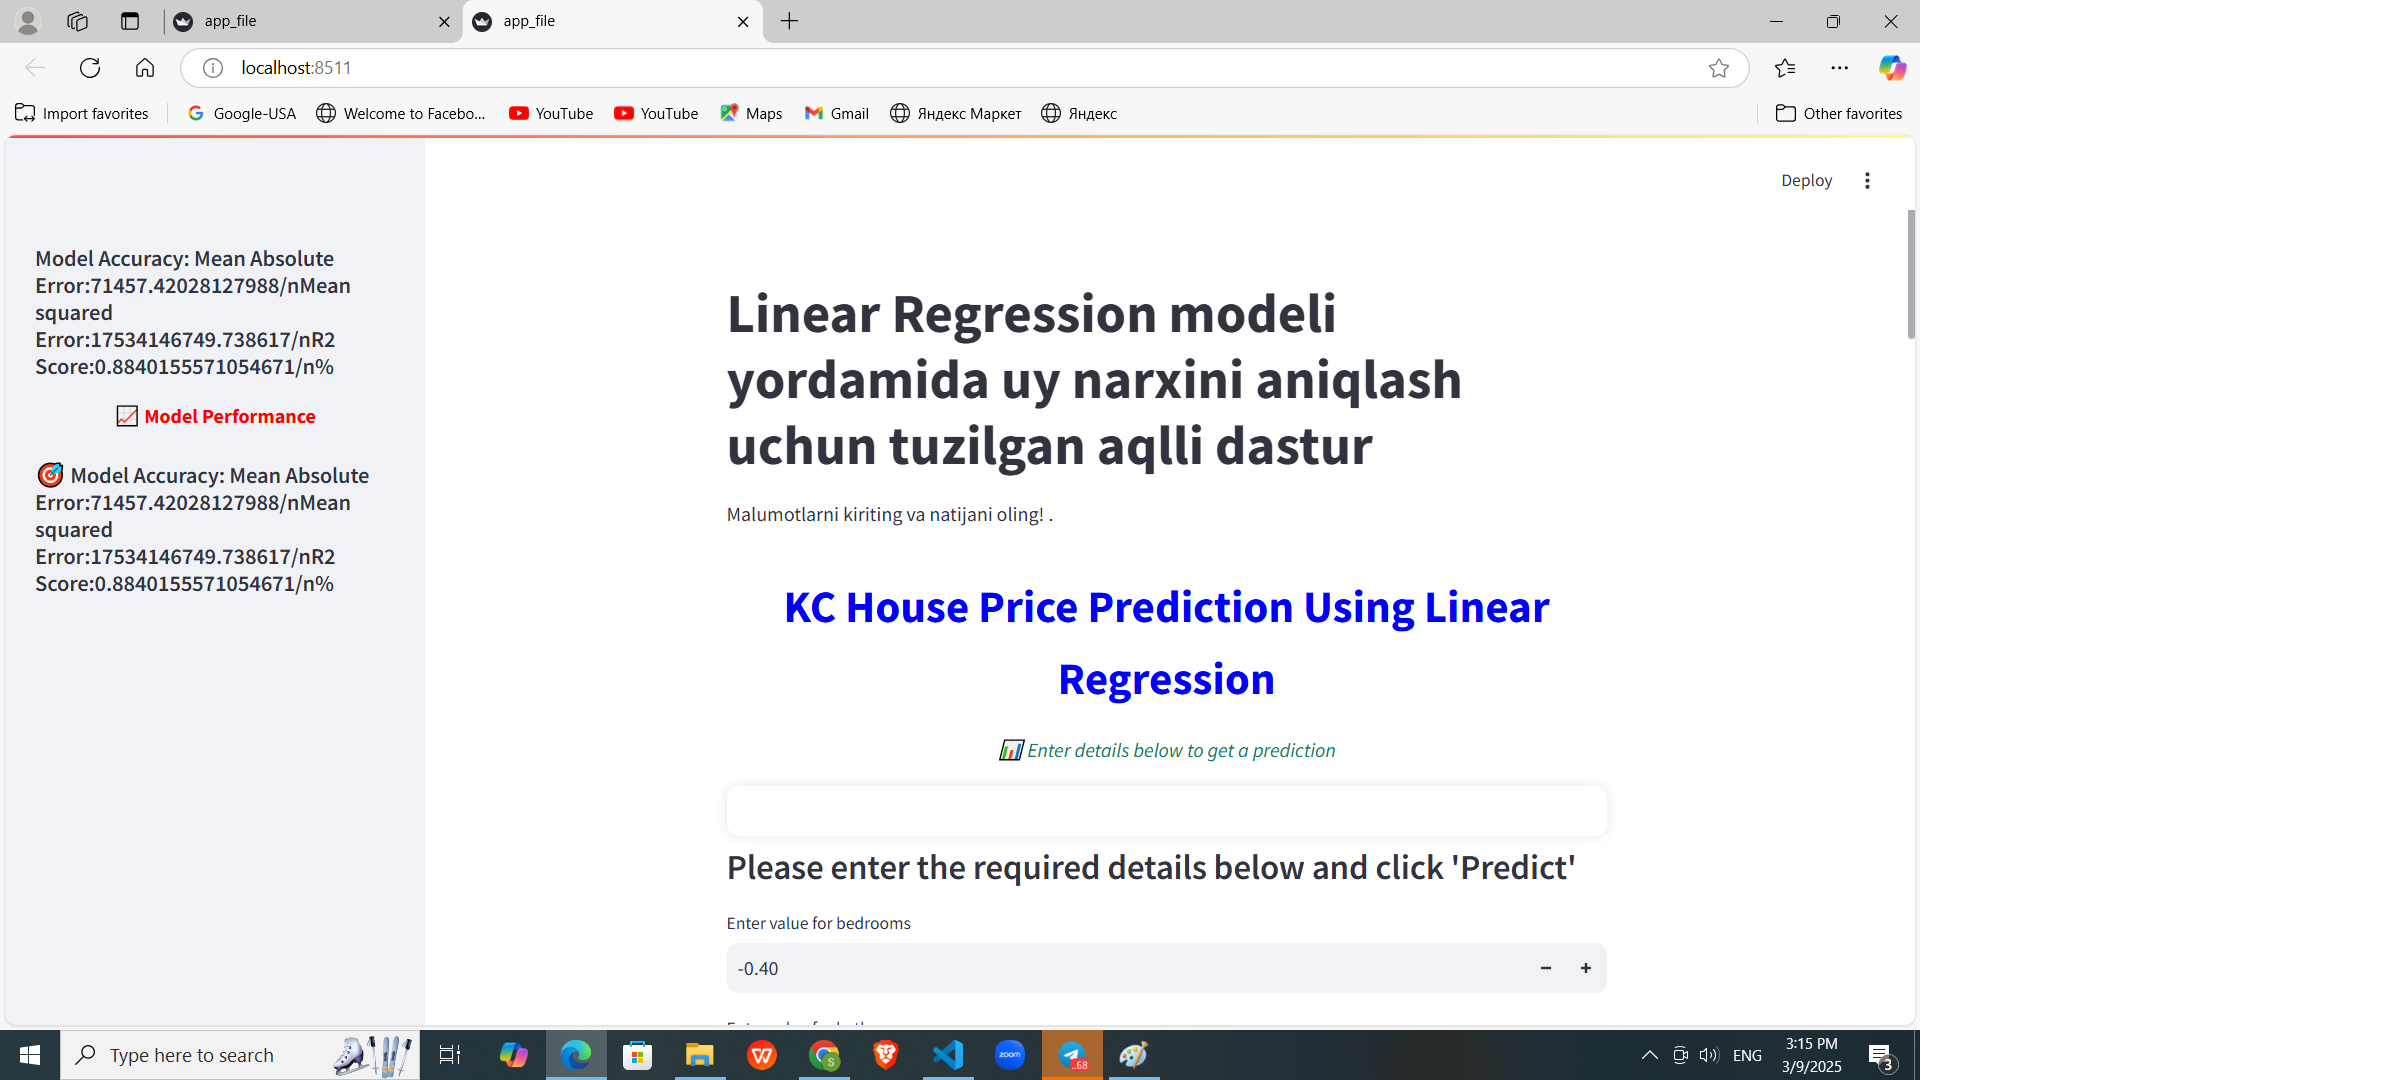 app_file
app_file
localhost:8511
Import favorites
Google-USA
Welcome to Facebo...
YouTube
YouTube
Maps
Gmail
Яндекс Маркет
Яндекс
Other favorites
Deploy
Model Accuracy: Mean Absolute
Error:71457.42028127988/nMean
squared
Error:17534146749.738617/nR2
Score:0.8840155571054671/n%
Model Performance
Model Accuracy: Mean Absolute
Error:71457.42028127988/nMean
squared
Error:17534146749.738617/nR2
Score:0.8840155571054671/n%
Linear Regression modeli
yordamida uy narxini aniqlash
uchun tuzilgan aqlli dastur
Malumotlarni kiriting va natijani oling! .
KC House Price Prediction Using Linear
Regression
Enter details below to get a prediction
Please enter the required details below and click 'Predict'
Enter value for bedrooms
-0.40
Type here to search
zoom
..68
ENG
3:15 PM
3/9/2025
3